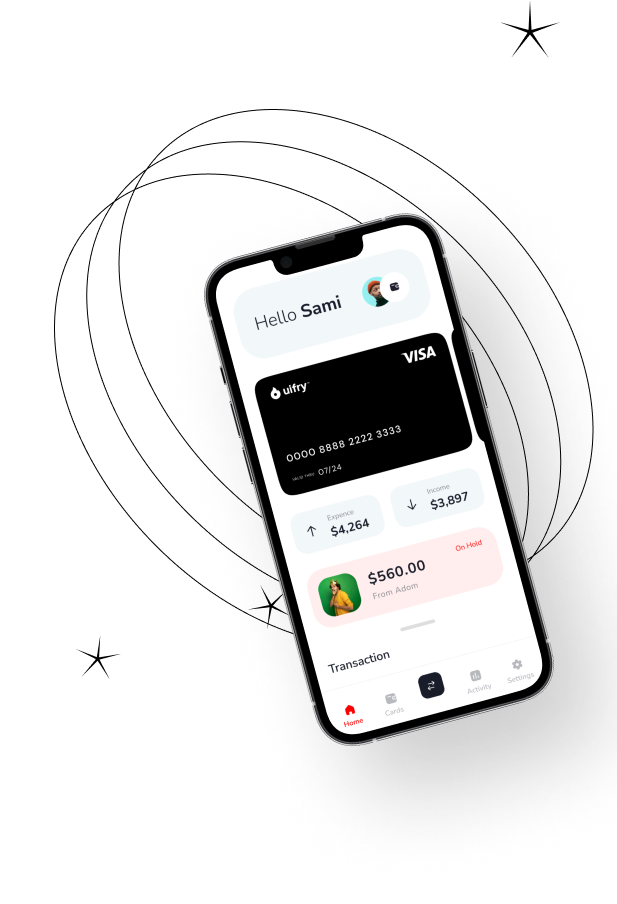 Hello Sami
VISA
uifry™
0000 8888 2222 3333
VALID THRU 07/24
Expence
$4,264
Income
$3,897
$560.00
On Hold
From Adom
Transaction
Home
Cards
Activity
Settings